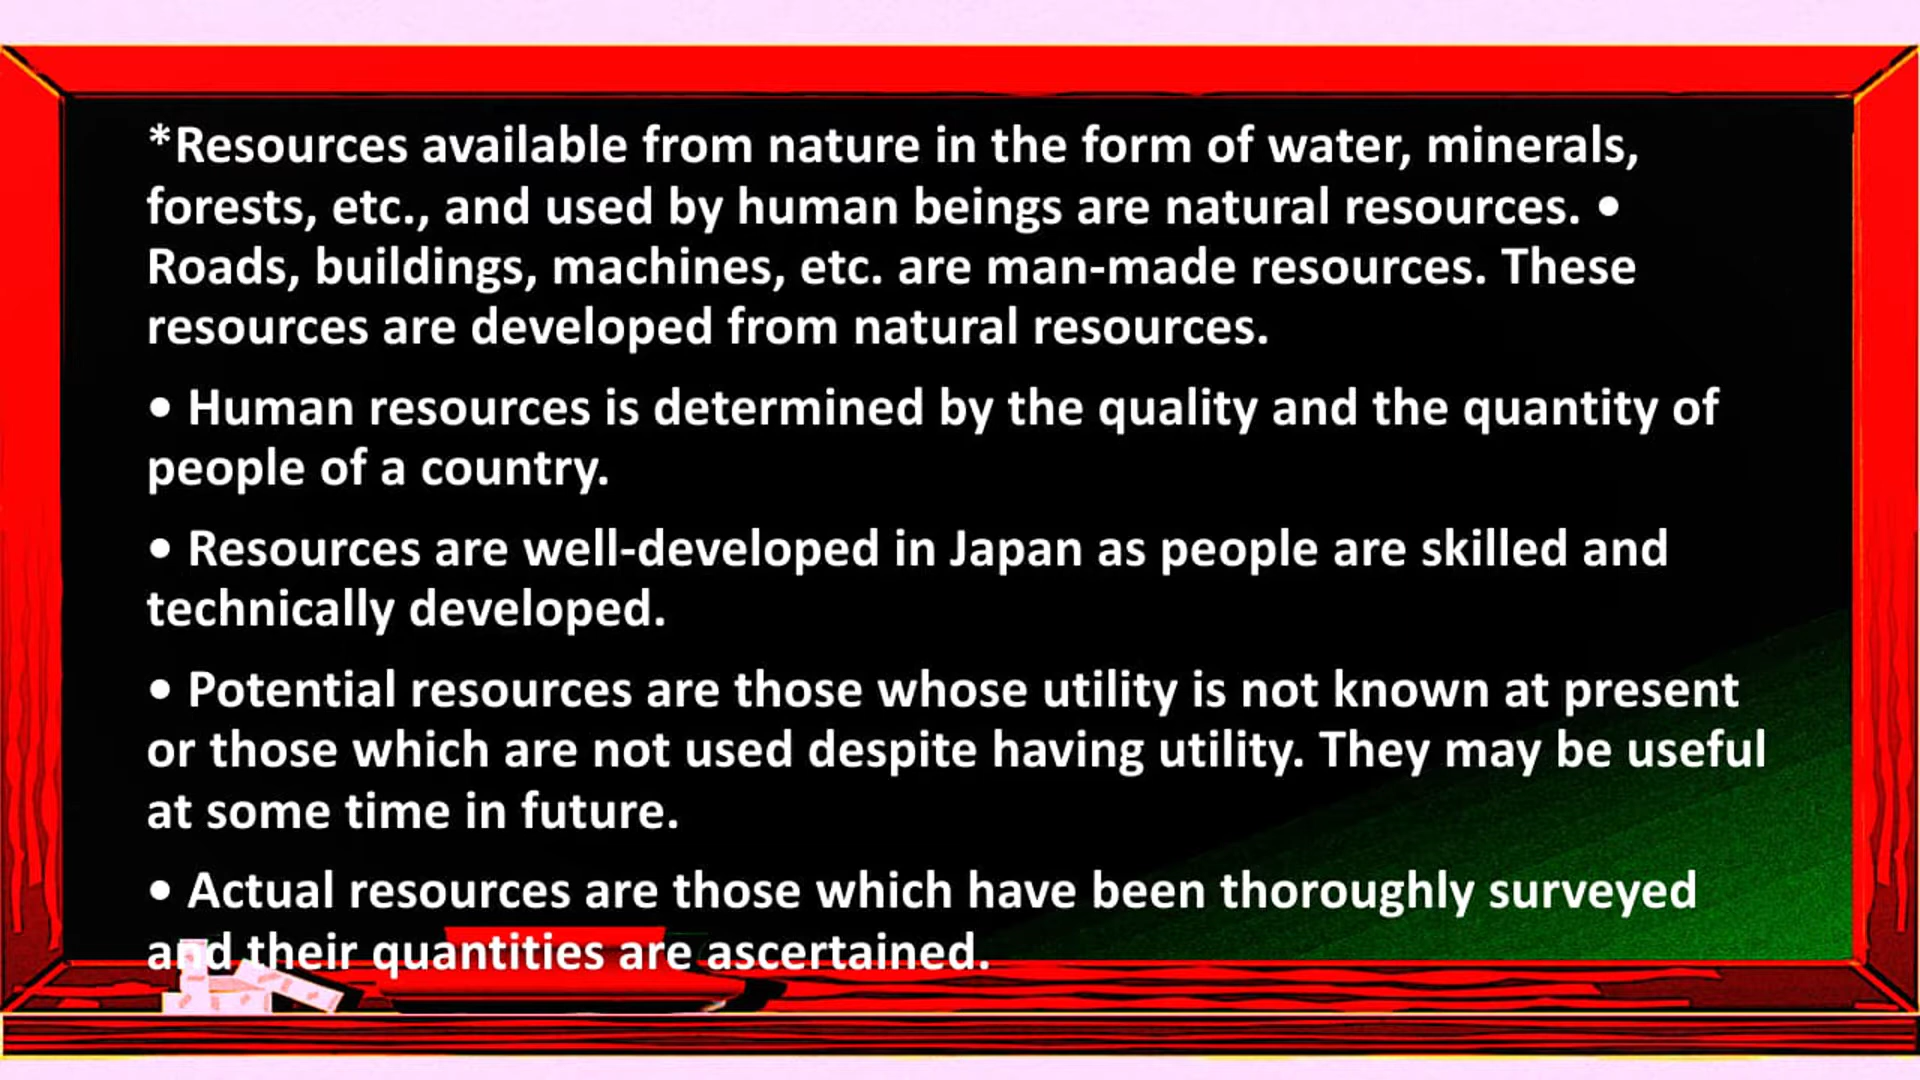 *Resources available from nature in the form of water, minerals,
forests, etc., and used by human beings are natural resources. •
Roads, buildings, machines, etc. are man-made resources. These
resources are developed from natural resources.
• Human resources is determined by the quality and the quantity of
people of a country.
• Resources are well-developed in Japan as people are skilled and
technically developed.
• Potential resources are those whose utility is not known at present
or those which are not used despite having utility. They may be useful
at some time in future.
• Actual resources are those which have been thoroughly surveyed
and their quantities are ascertained.